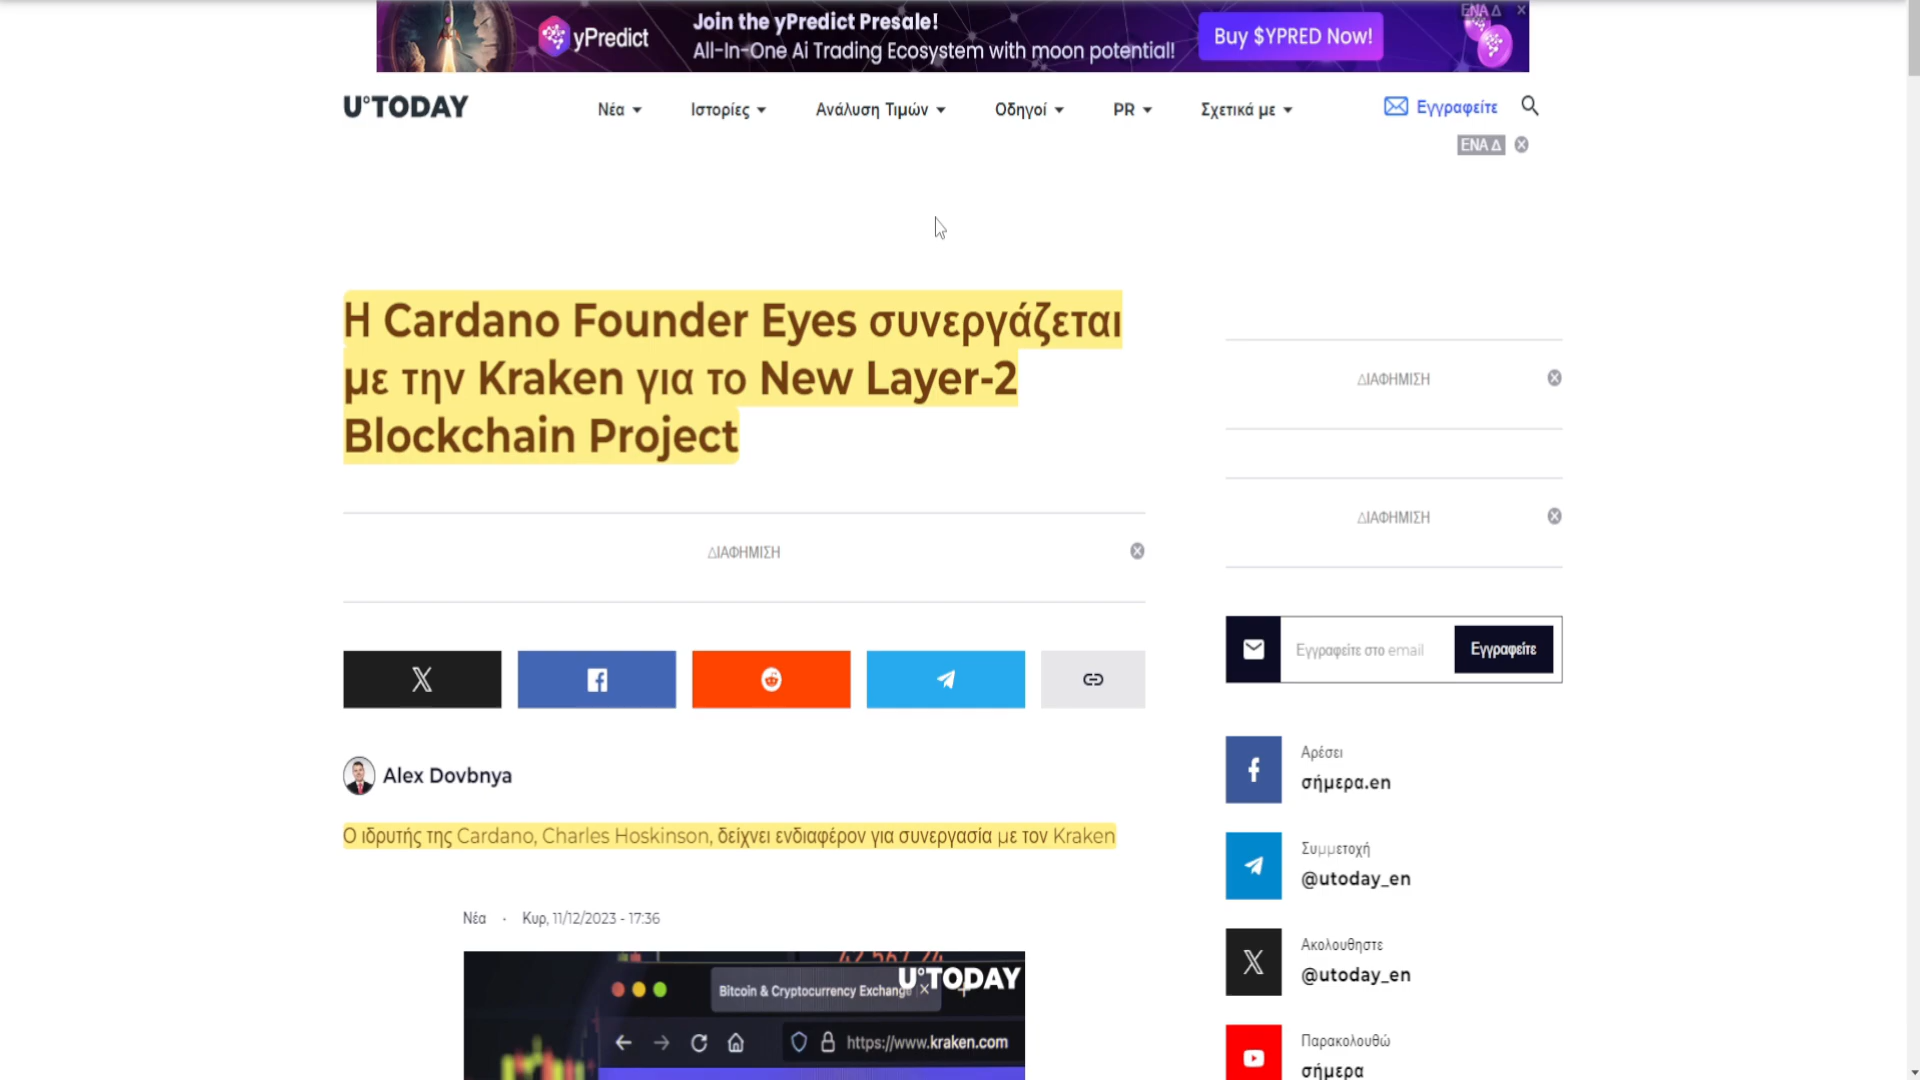 yPredict
Join the yPredict Presale!
All-In-One Ai Trading Ecosystem with moon potential!
Buy $YPRED Now!
ΕΝΑ Δ
U°TODAY
Νέα
Ιστορίες
Ανάλυση Τιμών
Οδηγοί
PR
Σχετικά με
Εγγραφείτε
ΕΝΑ Δ
Η Cardano Founder Eyes συνεργάζεται
με την Kraken για το New Layer-2
Blockchain Project
ΔΙΑΦΗΜΙΣΗ
ΔΙΑΦΗΜΙΣΗ
ΔΙΑΦΗΜΙΣΗ
Alex Dovbnya
Ο ιδρυτής της Cardano, Charles Hoskinson, δείχνει ενδιαφέρον για συνεργασία με τον Kraken
Νέα · Κυρ, 11/12/2023 - 17:36
U°TODAY
Bitcoin & Cryptocurrency Exchange
https://www.kraken.com
Εγγραφείτε στο email
Εγγραφείτε
Αρέσει
σήμερα.en
Συμμετοχή
@utoday_en
Ακολουθηστε
@utoday_en
Παρακολουθώ
σήμερα